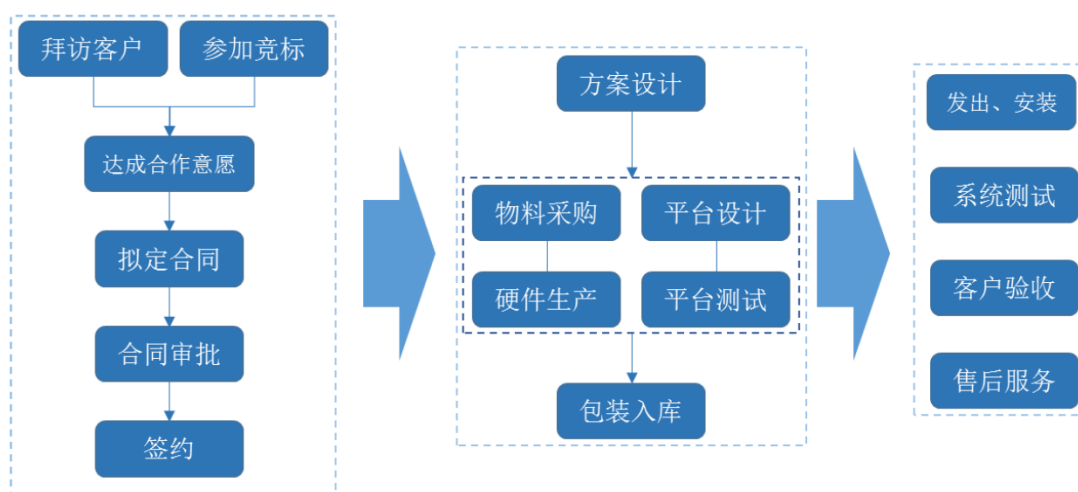 拜访客户
参加竞标
达成合作意愿
拟定合同
合同审批
签约
方案设计
物料采购
平台设计
硬件生产
平台测试
包装入库
发出、安装
系统测试
客户验收
售后服务